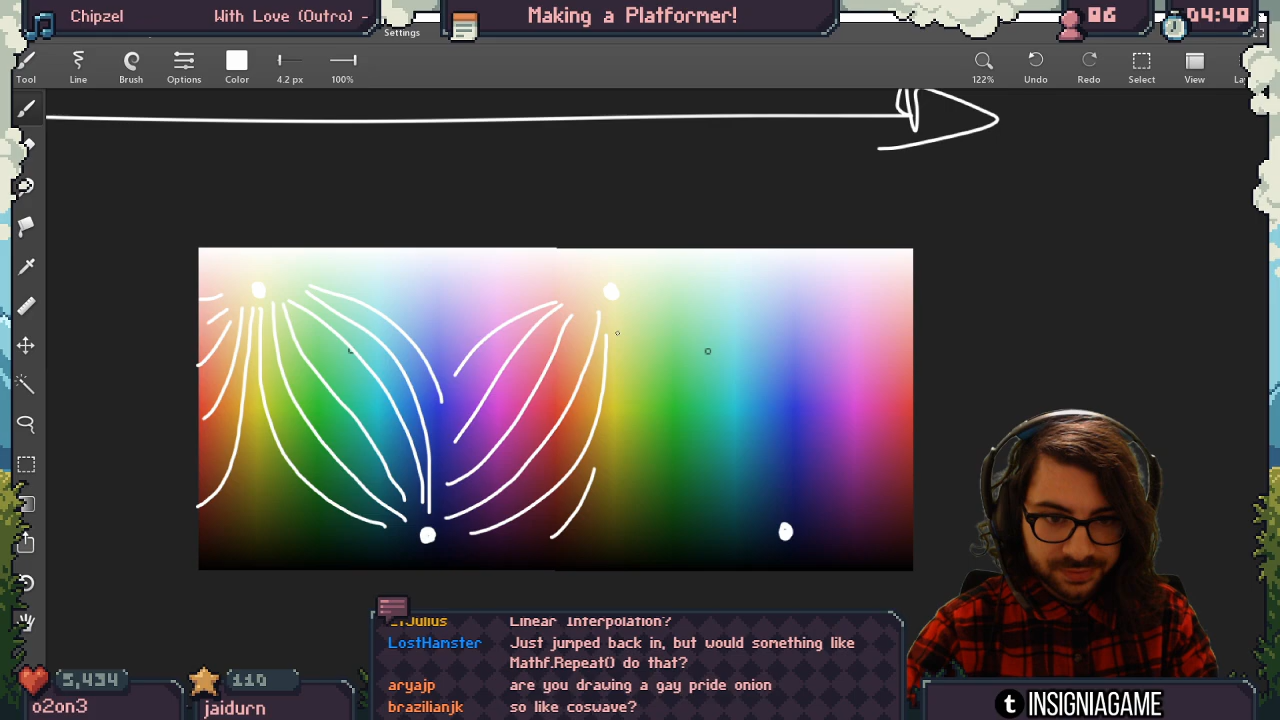 Chipzel
With Love (Outro) -
Making a Platformer!
86
04:40
Settings
Tool
Line
Brush
Options
Color
4.2 px
100%
122%
Undo
Redo
Select
View
Linear Interpolation?
LostHamster Just jumped back in, but would something like
Mathf.Repeat() do that?
aryajp are you drawing a gay pride onion
brazilianjk so like coswave?
5,434
o2on3
110
jaidurn
t INSIGNIAGAME